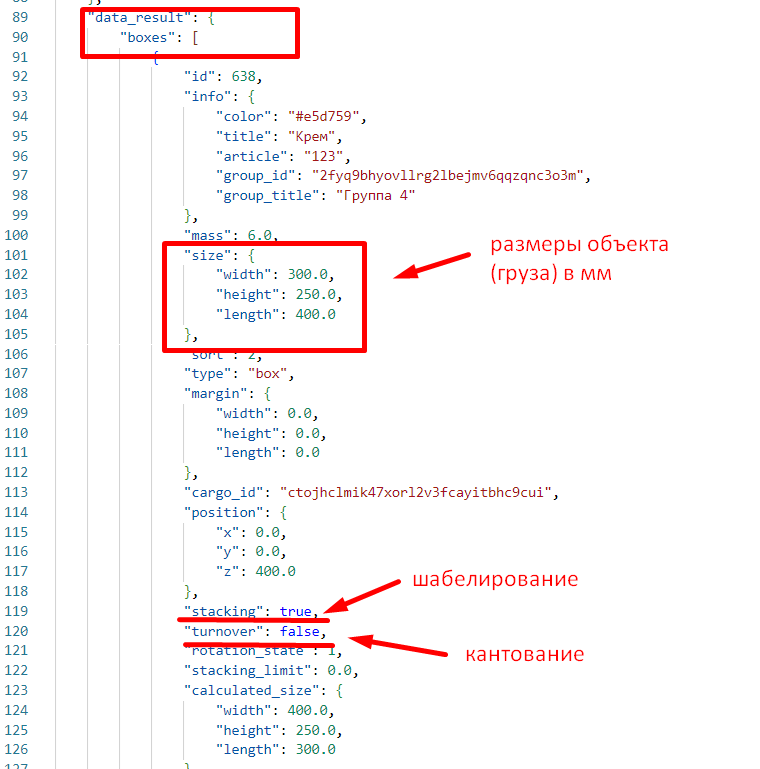 89 "data_result": {
90 "boxes": [
91 {
92 "id": 638,
93 "info": {
94 "color": "#e5d759",
95 "title": "Крем",
96 "article": "123",
97 "group_id": "2fyq9bhyovllrg2lbejmv6qqzqnc3o3m",
98 "group_title": "Группа 4"
99 },
100 "mass": 6.0,
101 "size": {
102 "width": 300.0,
103 "height": 250.0,
104 "length": 400.0
105 },
размеры объекта
(груза) в мм
106 "sort": 2,
107 "type": "box",
108 "margin": {
109 "width": 0.0,
110 "height": 0.0,
111 "length": 0.0
112 },
113 "cargo_id": "ctojhclmik47xorl2v3fcayitbhc9cui",
114 "position": {
115 "x": 0.0,
116 "y": 0.0,
117 "z": 400.0
118 },
шабелирование
119 "stacking": true,
120 "turnover": false,
кантование
121 "rotation_state": 1,
122 "stacking_limit": 0.0,
123 "calculated_size": {
124 "width": 400.0,
125 "height": 250.0,
126 "length": 300.0